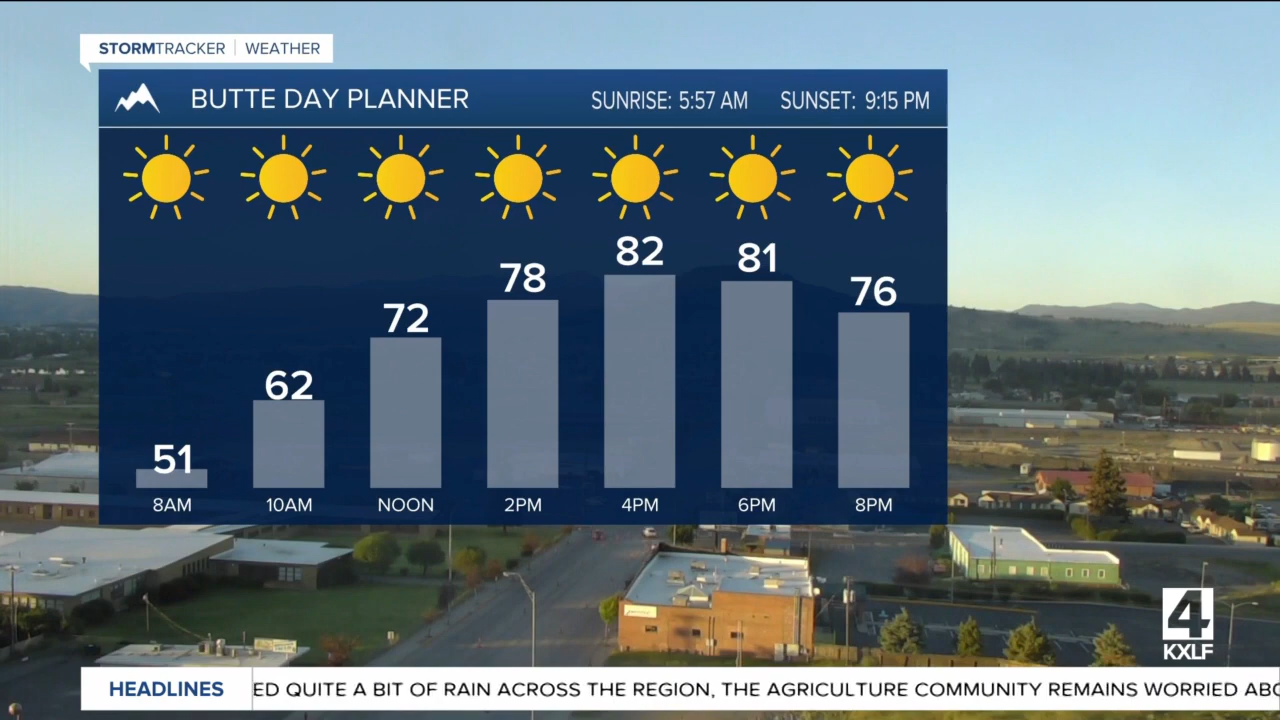 STORMTRACKER | WEATHER
BUTTE DAY PLANNER SUNRISE: 5:57 AM SUNSET: 9:15 PM
51 62 72 78 82 81 76
8AM 10AM NOON 2PM 4PM 6PM 8PM
4
KXLF
HEADLINES ED QUITE A BIT OF RAIN ACROSS THE REGION, THE AGRICULTURE COMMUNITY REMAINS WORRIED ABO